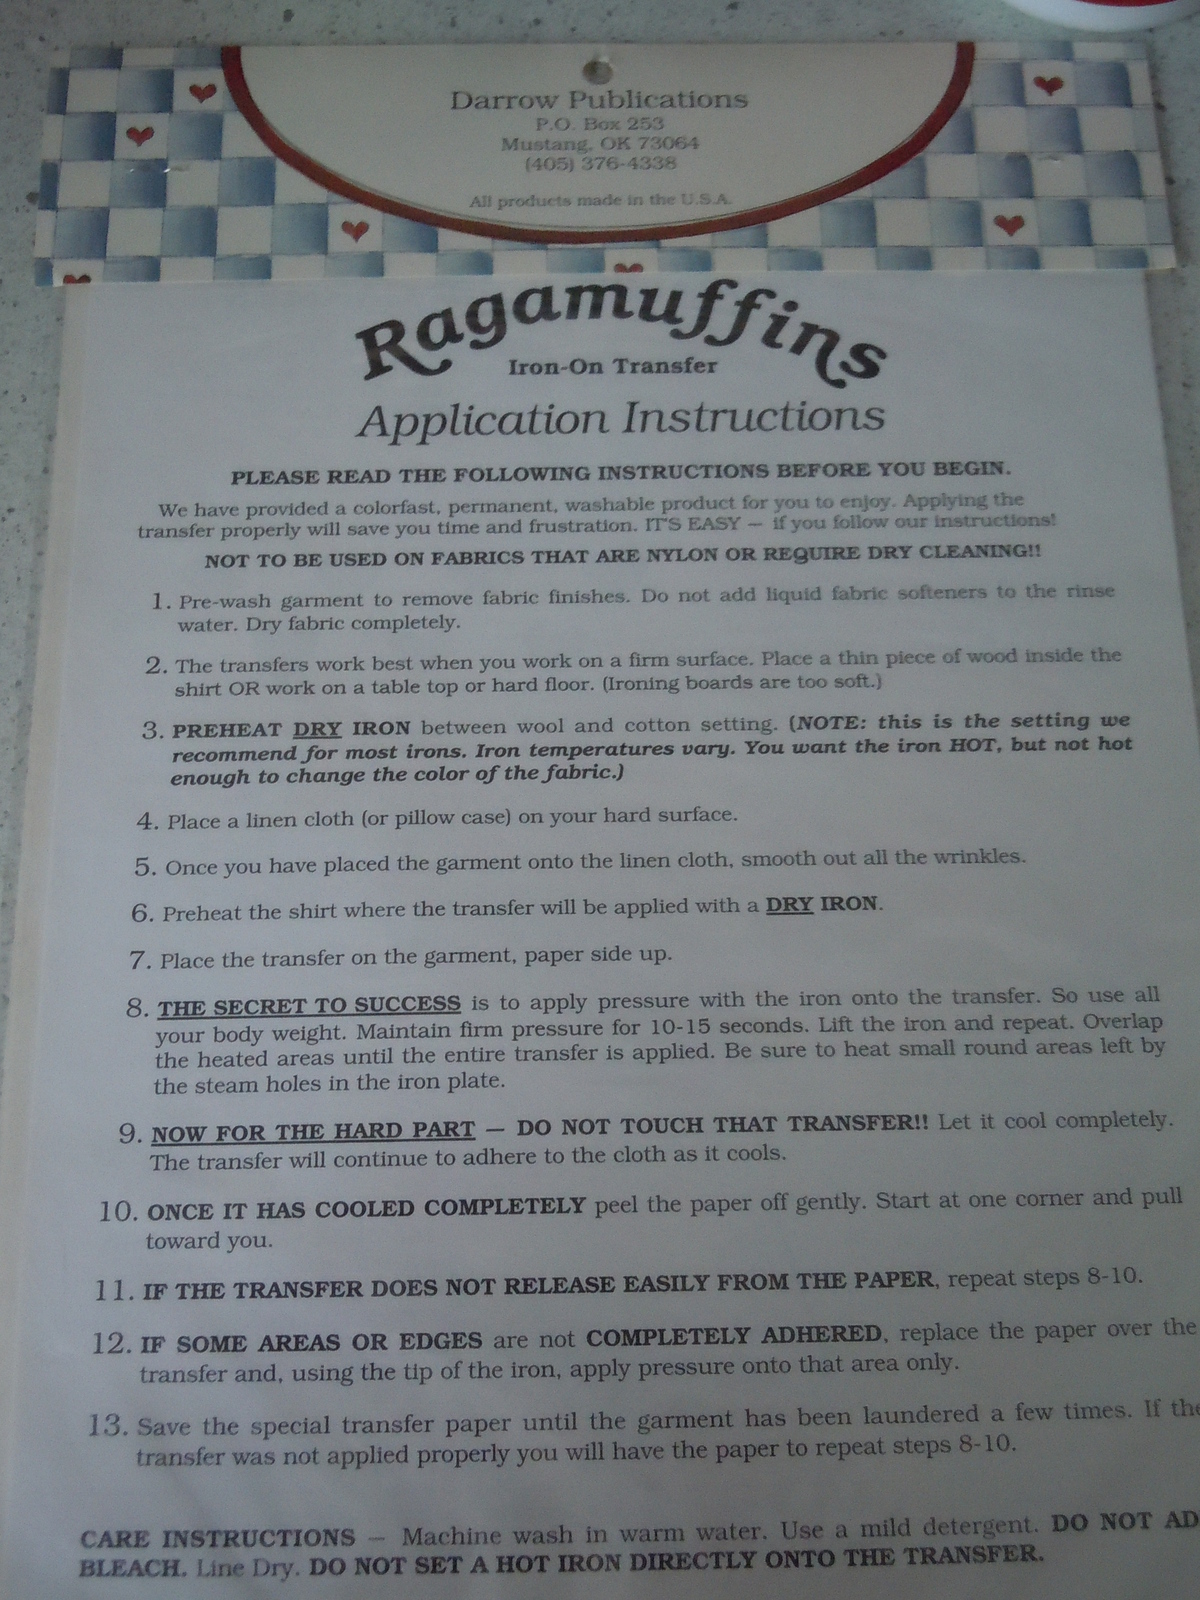 Darrow Publications
P.O. Box 253
Mustang, OK 73064
(405) 376-4338
All products made in the U.S.A.
Ragamuffins
Iron-On Transfer
Application Instructions
PLEASE READ THE FOLLOWING INSTRUCTIONS BEFORE YOU BEGIN.
We have provided a colorfast, permanent, washable product for you to enjoy. Applying the
transfer properly will save you time and frustration. IT'S EASY — if you follow our instructions!
NOT TO BE USED ON FABRICS THAT ARE NYLON OR REQUIRE DRY CLEANING!!
1. Pre-wash garment to remove fabric finishes. Do not add liquid fabric softeners to the rinse
water. Dry fabric completely.
2. The transfers work best when you work on a firm surface. Place a thin piece of wood inside the
shirt OR work on a table top or hard floor. (Ironing boards are too soft.)
3. PREHEAT DRY IRON between wool and cotton setting. (NOTE: this is the setting we
recommend for most irons. Iron temperatures vary. You want the iron HOT, but not hot
enough to change the color of the fabric.)
4. Place a linen cloth (or pillow case) on your hard surface.
5. Once you have placed the garment onto the linen cloth, smooth out all the wrinkles.
6. Preheat the shirt where the transfer will be applied with a DRY IRON.
7. Place the transfer on the garment, paper side up.
8. THE SECRET TO SUCCESS is to apply pressure with the iron onto the transfer. So use all
your body weight. Maintain firm pressure for 10-15 seconds. Lift the iron and repeat. Overlap
the heated areas until the entire transfer is applied. Be sure to heat small round areas left by
the steam holes in the iron plate.
9. NOW FOR THE HARD PART — DO NOT TOUCH THAT TRANSFER!! Let it cool completely.
The transfer will continue to adhere to the cloth as it cools.
10. ONCE IT HAS COOLED COMPLETELY peel the paper off gently. Start at one corner and pull
toward you.
11. IF THE TRANSFER DOES NOT RELEASE EASILY FROM THE PAPER, repeat steps 8-10.
12. IF SOME AREAS OR EDGES are not COMPLETELY ADHERED, replace the paper over the
transfer and, using the tip of the iron, apply pressure onto that area only.
13. Save the special transfer paper until the garment has been laundered a few times. If the
transfer was not applied properly you will have the paper to repeat steps 8-10.
CARE INSTRUCTIONS — Machine wash in warm water. Use a mild detergent. DO NOT AD
BLEACH. Line Dry. DO NOT SET A HOT IRON DIRECTLY ONTO THE TRANSFER.